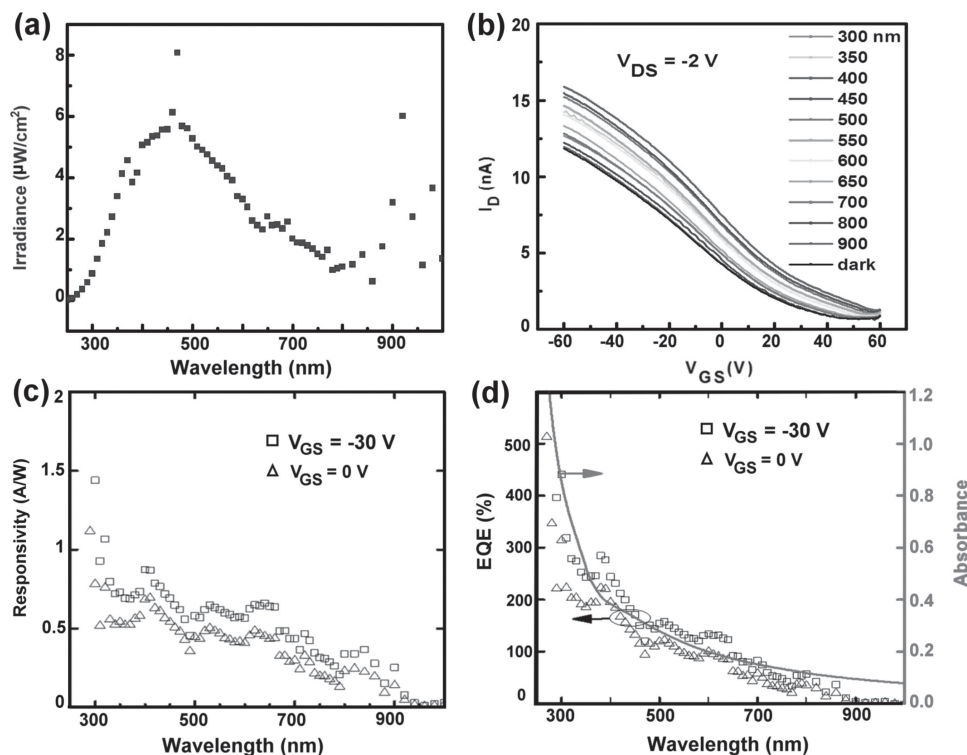 (a)
Irradiance (µW/cm²)
8
6
4
2
0
300
500
700
900
Wavelength (nm)
(b)
V_DS = -2 V
I_D (nA)
20
15
10
5
0
-60
-40
-20
0
20
40
60
V_GS(V)
300 nm
350
400
450
500
550
600
650
700
800
900
dark
(c)
Responsivity (A/W)
2
1.5
1
0.5
0
300
500
700
900
Wavelength (nm)
V_GS = -30 V
V_GS = 0 V
(d)
EQE (%)
500
400
300
200
100
0
300
500
700
900
Wavelength (nm)
V_GS = -30 V
V_GS = 0 V
1.2
1.0
0.8
0.6
0.4
0.2
0.0
Absorbance